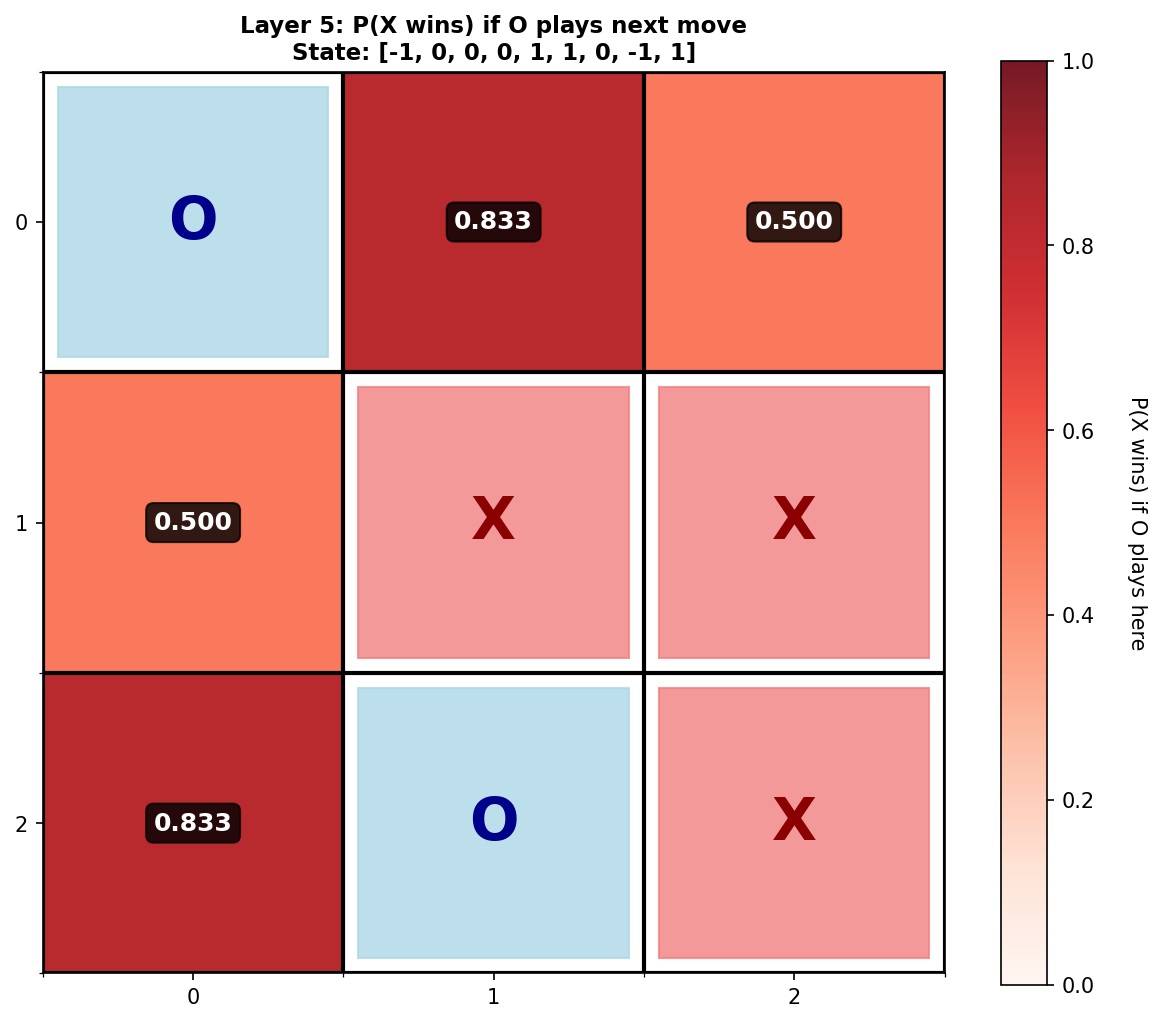 Layer 5: P(X wins) if O plays next move
State: [-1, 0, 0, 0, 1, 1, 0, -1, 1]
0
O
0.833
0.500
1
0.500
X
X
2
0.833
O
X
0
1
2
1.0
0.8
0.6
0.4
0.2
0.0
P(X wins) if O plays here